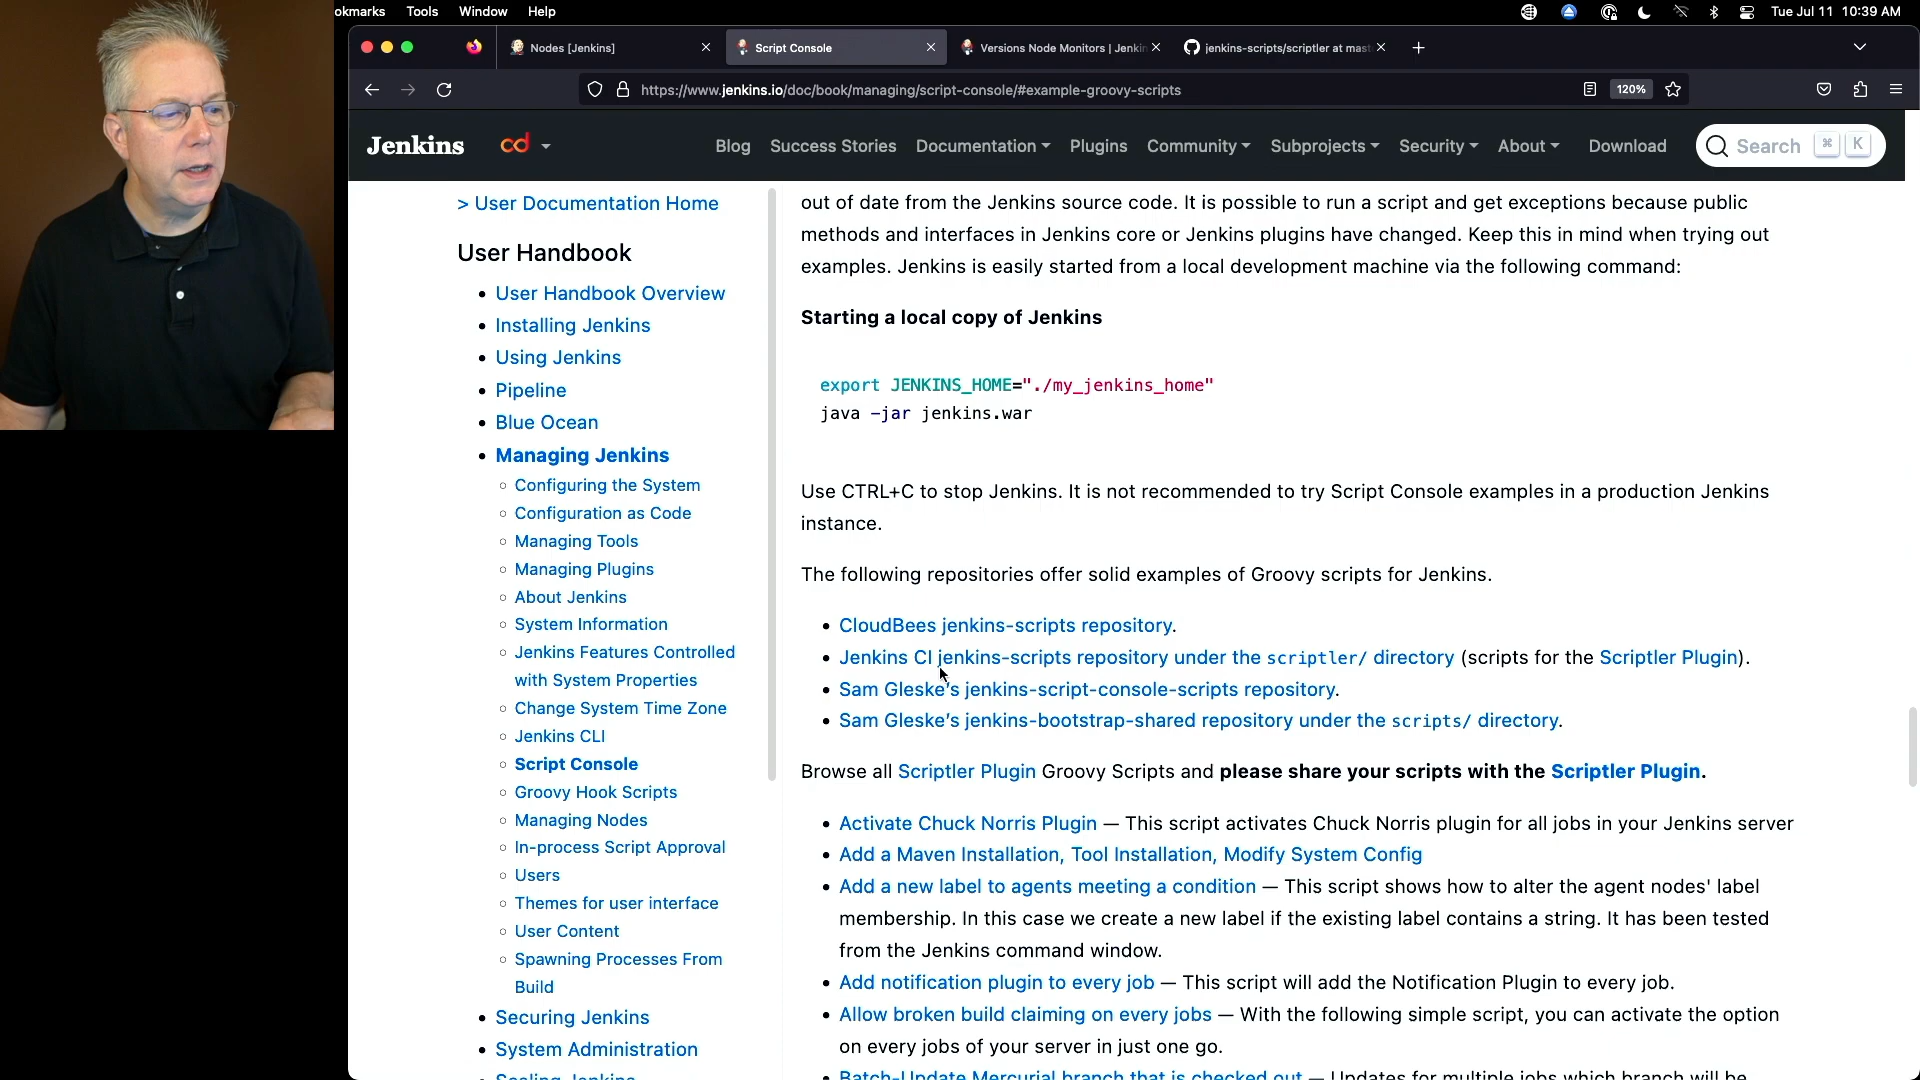 okmarks Tools Window Help
Tue Jul 11 10:39 AM
Nodes [Jenkins]
Script Console
Versions Node Monitors | Jenkin
jenkins-scripts/scriptler at mast
https://www.jenkins.io/doc/book/managing/script-console/#example-groovy-scripts
120%
Jenkins
cd
Blog Success Stories Documentation Plugins Community Subprojects Security About Download
Search ⌘ K
> User Documentation Home
User Handbook
User Handbook Overview
Installing Jenkins
Using Jenkins
Pipeline
Blue Ocean
Managing Jenkins
Configuring the System
Configuration as Code
Managing Tools
Managing Plugins
About Jenkins
System Information
Jenkins Features Controlled
with System Properties
Change System Time Zone
Jenkins CLI
Script Console
Groovy Hook Scripts
Managing Nodes
In-process Script Approval
Users
Themes for user interface
User Content
Spawning Processes From
Build
Securing Jenkins
System Administration
Scaling Jenkins
out of date from the Jenkins source code. It is possible to run a script and get exceptions because public
methods and interfaces in Jenkins core or Jenkins plugins have changed. Keep this in mind when trying out
examples. Jenkins is easily started from a local development machine via the following command:
Starting a local copy of Jenkins
export JENKINS_HOME="./my_jenkins_home"
java -jar jenkins.war
Use CTRL+C to stop Jenkins. It is not recommended to try Script Console examples in a production Jenkins
instance.
The following repositories offer solid examples of Groovy scripts for Jenkins.
CloudBees jenkins-scripts repository.
Jenkins CI jenkins-scripts repository under the scriptler/ directory (scripts for the Scriptler Plugin).
Sam Gleske's jenkins-script-console-scripts repository.
Sam Gleske's jenkins-bootstrap-shared repository under the scripts/ directory.
Browse all Scriptler Plugin Groovy Scripts and please share your scripts with the Scriptler Plugin.
Activate Chuck Norris Plugin — This script activates Chuck Norris plugin for all jobs in your Jenkins server
Add a Maven Installation, Tool Installation, Modify System Config
Add a new label to agents meeting a condition — This script shows how to alter the agent nodes' label
membership. In this case we create a new label if the existing label contains a string. It has been tested
from the Jenkins command window.
Add notification plugin to every job — This script will add the Notification Plugin to every job.
Allow broken build claiming on every jobs — With the following simple script, you can activate the option
on every jobs of your server in just one go.
Batch-Update Mercurial branch that is checked out — Updates for multiple jobs which branch will be